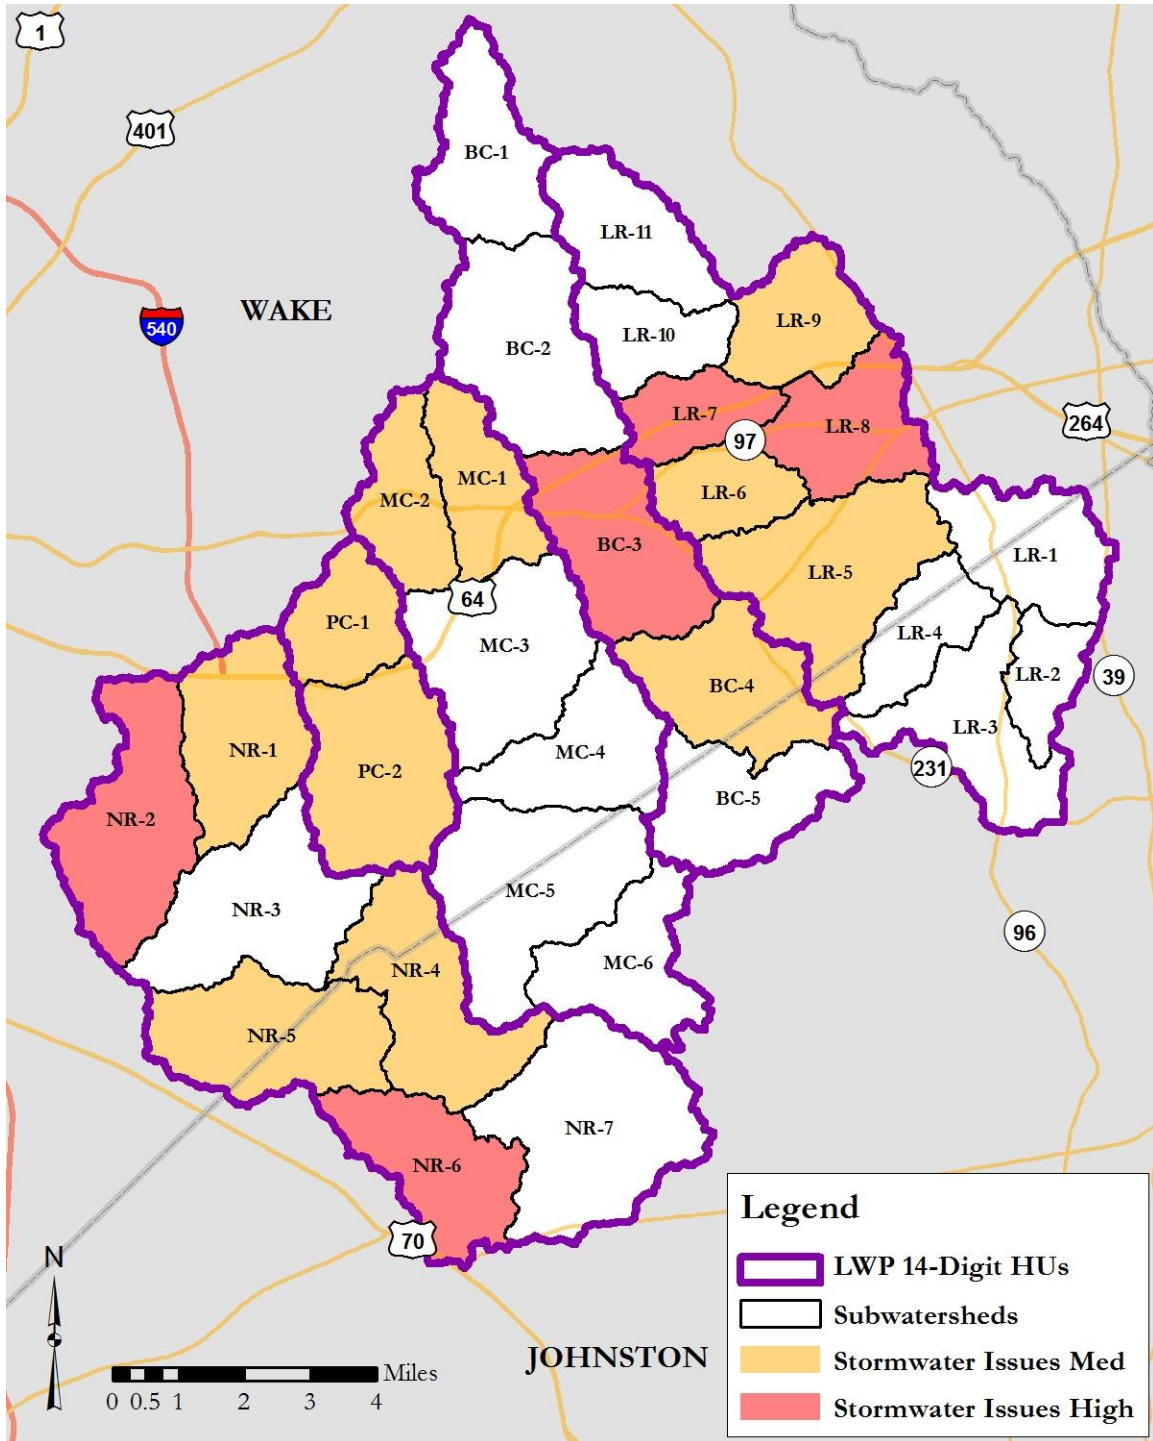 1
401
BC-1
LR-11
WAKE
540
LR-9
LR-10
BC-2
LR-7
264
LR-8
97
MC-1
MC-2
LR-6
BC-3
LR-1
LR-5
64
PC-1
LR-4
MC-3
LR-2
39
BC-4
LR-3
NR-1
MC-4
PC-2
231
BC-5
NR-2
MC-5
NR-3
96
MC-6
NR-4
NR-5
NR-7
NR-6
70
N
JOHNSTON
Miles
0 0.5 1 2 3 4
Legend
LWP 14-Digit HUs
Subwatersheds
Stormwater Issues Med
Stormwater Issues High